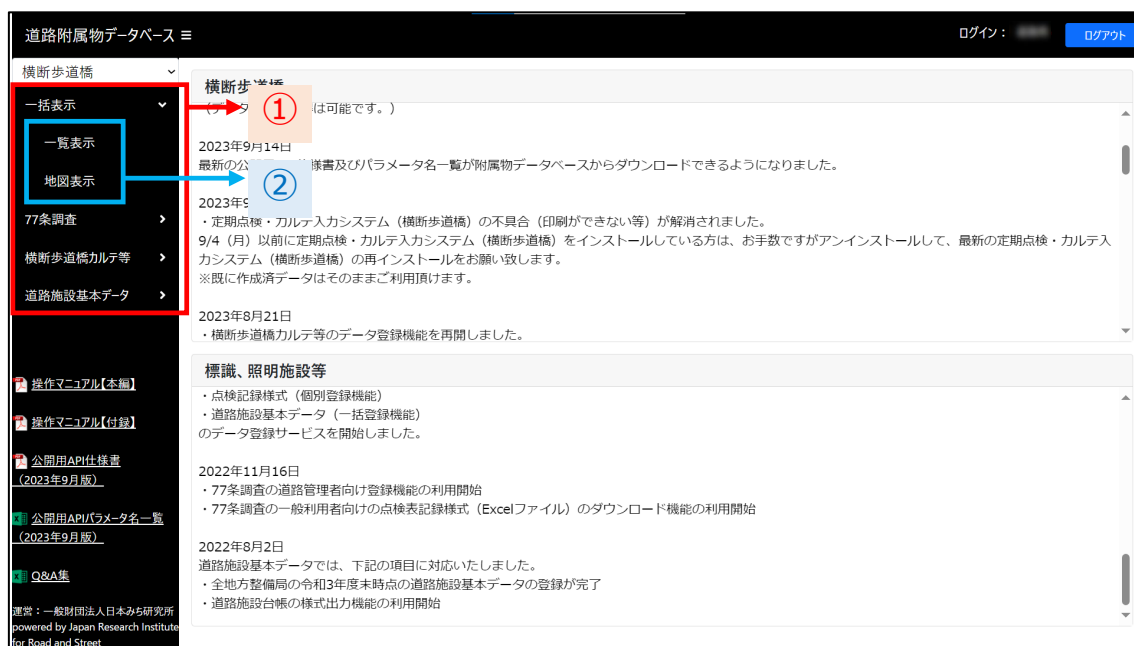 道路附属物データベース ≡
ログイン：
ログアウト
横断歩道橋
一括表示
一覧表示
地図表示
77条調査
横断歩道橋カルテ等
道路施設基本データ
操作マニュアル【本編】
操作マニュアル【付録】
公開用API仕様書
（2023年9月版）
公開用APIパラメータ名一覧
（2023年9月版）
Q&A集
運営：一般財団法人日本みち研究所
powered by Japan Research Institute
for Road and Street
①
②
横断歩道橋
は可能です。）
2023年9月14日
最新の公 様書及びパラメータ名一覧が附属物データベースからダウンロードできるようになりました。
2023年9
・定期点検・カルテ入力システム（横断歩道橋）の不具合（印刷ができない等）が解消されました。
9/4（月）以前に定期点検・カルテ入力システム（横断歩道橋）をインストールしている方は、お手数ですがアンインストールして、最新の定期点検・カルテ入
力システム（横断歩道橋）の再インストールをお願い致します。
※既に作成済データはそのままご利用頂けます。
2023年8月21日
・横断歩道橋カルテ等のデータ登録機能を再開しました。
標識、照明施設等
・点検記録様式（個別登録機能）
・道路施設基本データ（一括登録機能）
のデータ登録サービスを開始しました。
2022年11月16日
・77条調査の道路管理者向け登録機能の利用開始
・77条調査の一般利用者向けの点検表記録様式（Excelファイル）のダウンロード機能の利用開始
2022年8月2日
道路施設基本データでは、下記の項目に対応いたしました。
・全地方整備局の令和3年度末時点の道路施設基本データの登録が完了
・道路施設台帳の様式出力機能の利用開始